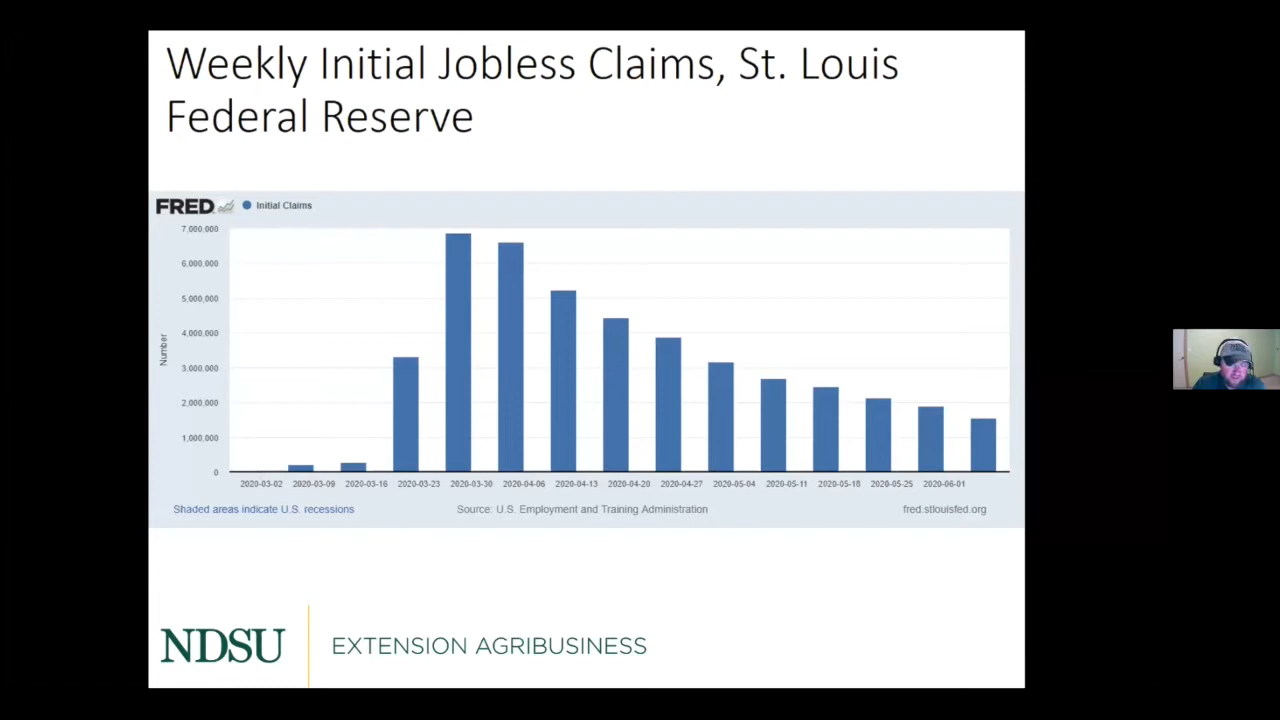 Weekly Initial Jobless Claims, St. Louis
Federal Reserve
FRED Initial Claims
7,000,000
6,000,000
5,000,000
4,000,000
3,000,000
2,000,000
1,000,000
0
Number
2020-03-02 2020-03-09 2020-03-16 2020-03-23 2020-03-30 2020-04-06 2020-04-13 2020-04-20 2020-04-27 2020-05-04 2020-05-11 2020-05-18 2020-05-25 2020-06-01
Shaded areas indicate U.S. recessions Source: U.S. Employment and Training Administration fred.stlouisfed.org
NDSU EXTENSION AGRIBUSINESS